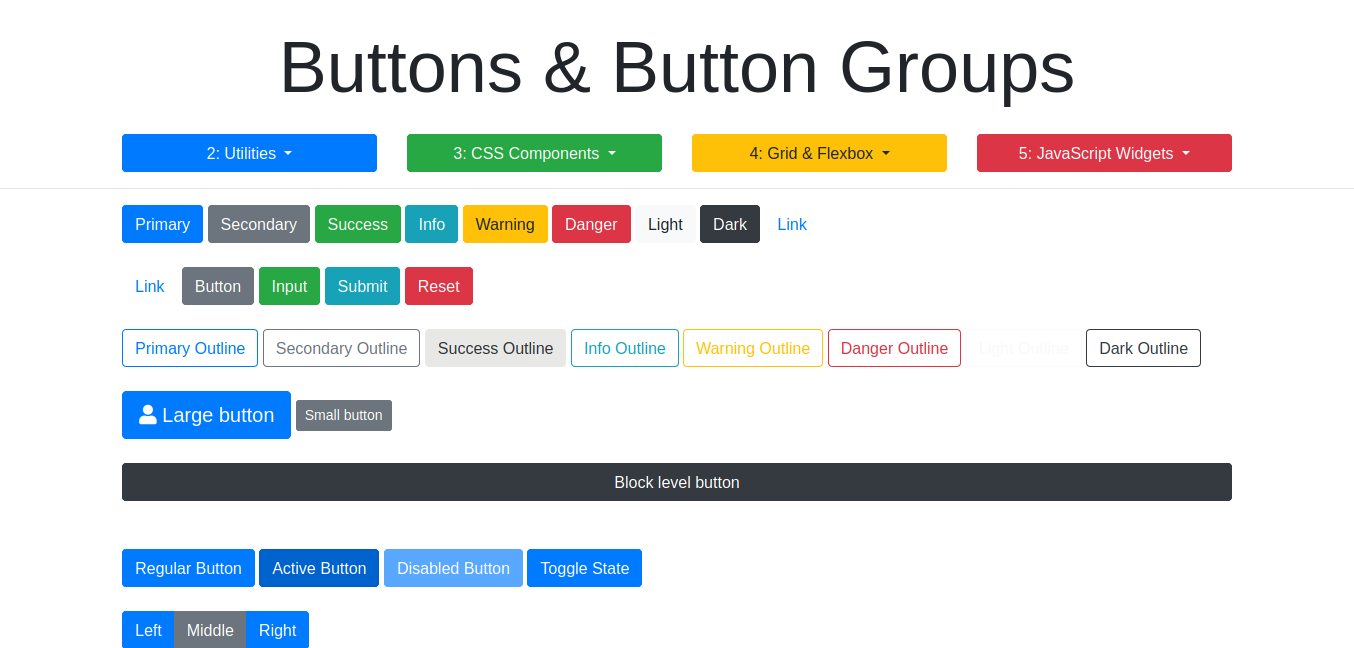 Buttons & Button Groups
2: Utilities 3: CSS Components 4: Grid & Flexbox 5: JavaScript Widgets
Primary Secondary Success Info Warning Danger Light Dark Link
Link Button Input Submit Reset
Primary Outline Secondary Outline Success Outline Info Outline Warning Outline Danger Outline Light Outline Dark Outline
Large button Small button
Block level button
Regular Button Active Button Disabled Button Toggle State
Left Middle Right